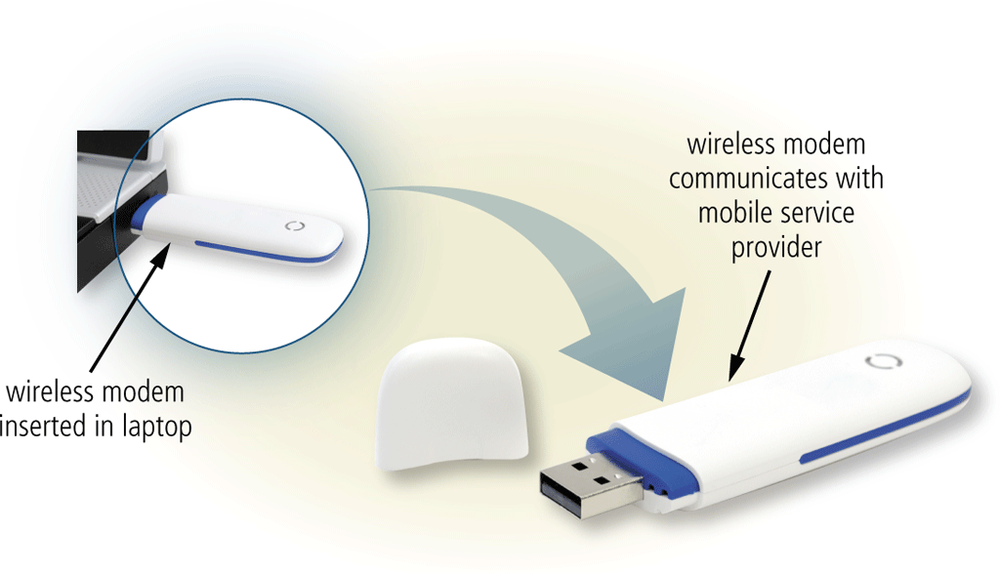 wireless modem
communicates with
mobile service
provider
wireless modem
inserted in laptop